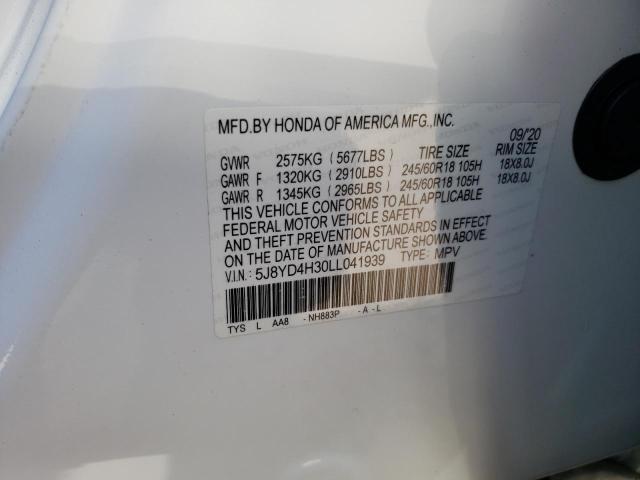 MFD.BY HONDA OF AMERICA MFG.,INC.
09/'20
GVWR 2575KG (5677LBS) TIRE SIZE RIM SIZE
GAWR F 1320KG (2910LBS) 245/60R18 105H 18X8.0J
GAWR R 1345KG (2965LBS) 245/60R18 105H 18X8.0J
THIS VEHICLE CONFORMS TO ALL APPLICABLE
FEDERAL MOTOR VEHICLE SAFETY
AND THEFT PREVENTION STANDARDS IN EFFECT
ON THE DATE OF MANUFACTURE SHOWN ABOVE.
V.I.N.: 5J8YD4H30LL041939 TYPE: MPV
TYS L AA8 - NH883P - A - L